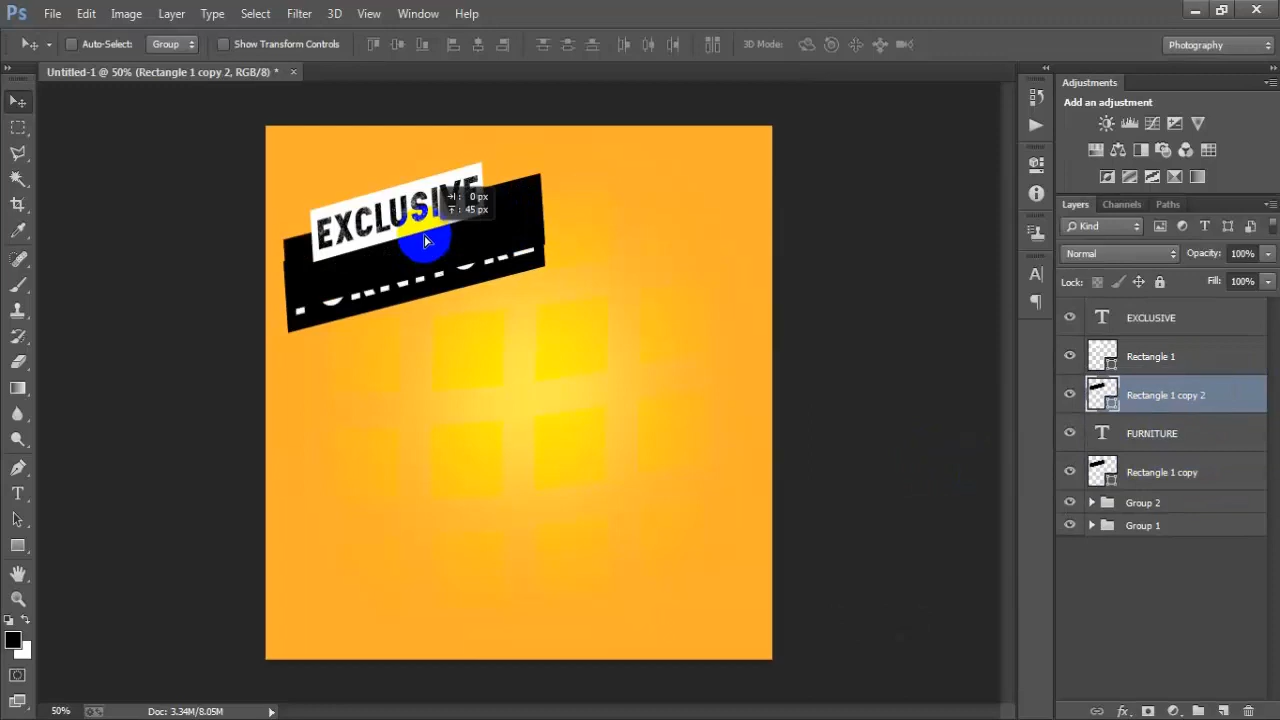 Ps File Edit Image Layer Type Select Filter 3D View Window Help
Auto-Select: Group Show Transform Controls 3D Mode: Photography
Untitled-1 @ 50% (Rectangle 1 copy 2, RGB/8) *
Adjustments
Add an adjustment
Layers Channels Paths
Kind
Normal Opacity: 100%
Lock: Fill: 100%
EXCLUSIVE
Rectangle 1
Rectangle 1 copy 2
FURNITURE
Rectangle 1 copy
Group 2
Group 1
EXCLUSIVE
0 px
45 px
50% Doc: 3.34M/8.05M